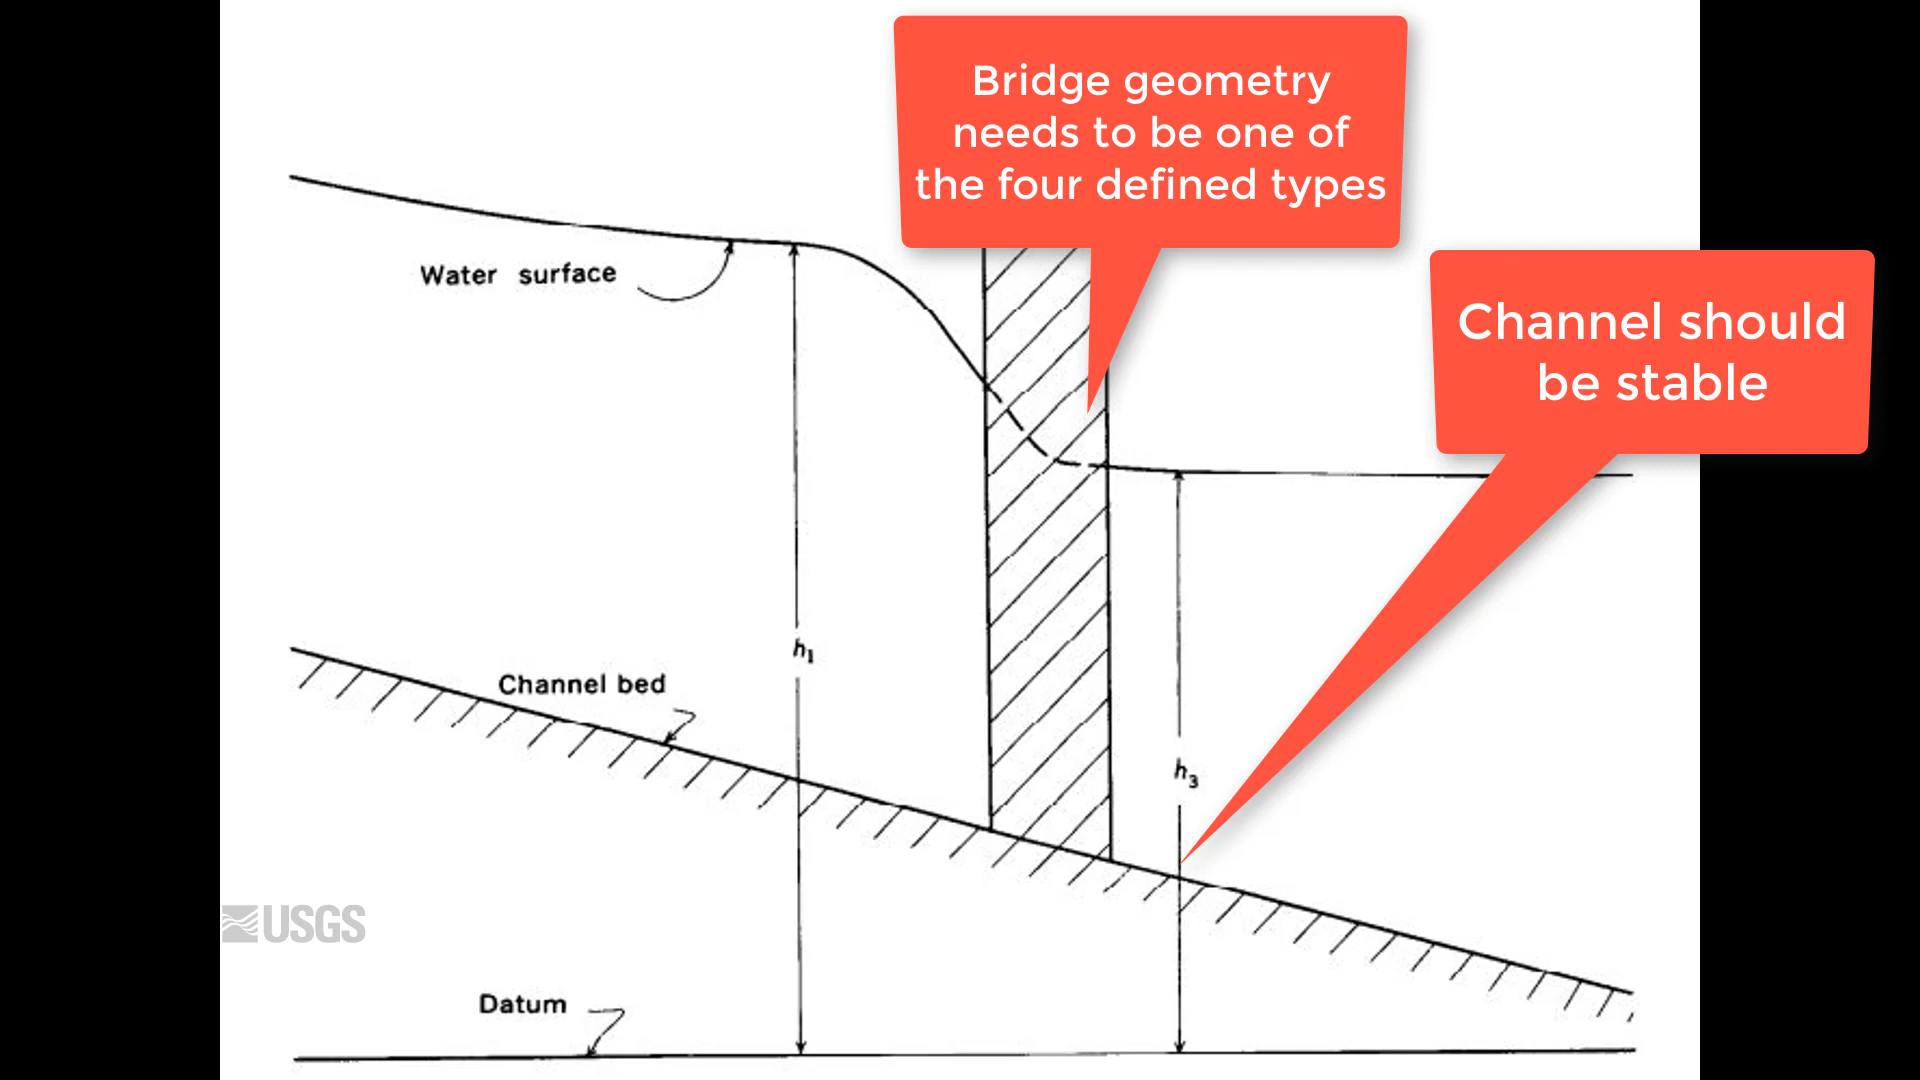 Bridge geometry
needs to be one of
the four defined types
Water surface
Channel should
be stable
h1
Channel bed
h3
USGS
Datum